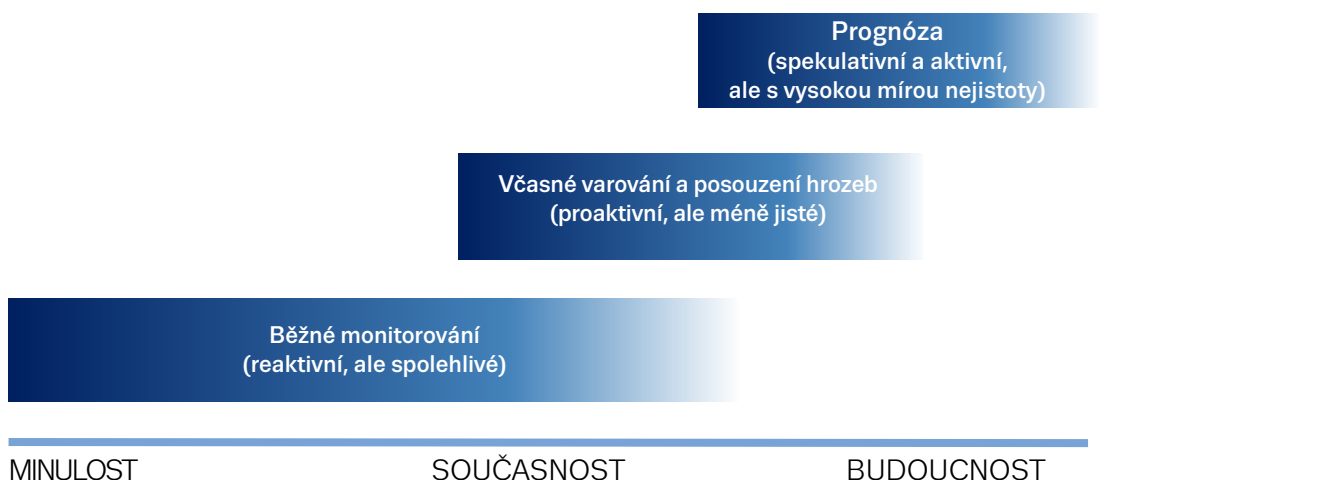 Prognóza
(spekulativní a aktivní,
ale s vysokou mírou nejistoty)
Včasné varování a posouzení hrozeb
(proaktivní, ale méně jisté)
Běžné monitorování
(reaktivní, ale spolehlivé)
MINULOST SOUČASNOST BUDOUCNOST